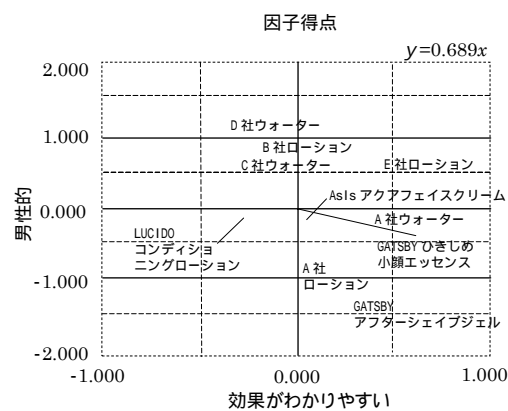 因子得点
y=0.689x
2.000
D社ウォーター
1.000
B社ローション
C社ウォーター
E社ローション
AsIsアクアフェイスクリーム
0.000
A社ウォーター
男性的
LUCIDO
コンディショ
ニングローション
GATSBYひきしめ
小顔エッセンス
A社
ローション
-1.000
GATSBY
アフターシェイブジェル
-2.000
-1.000
0.000
1.000
効果がわかりやすい